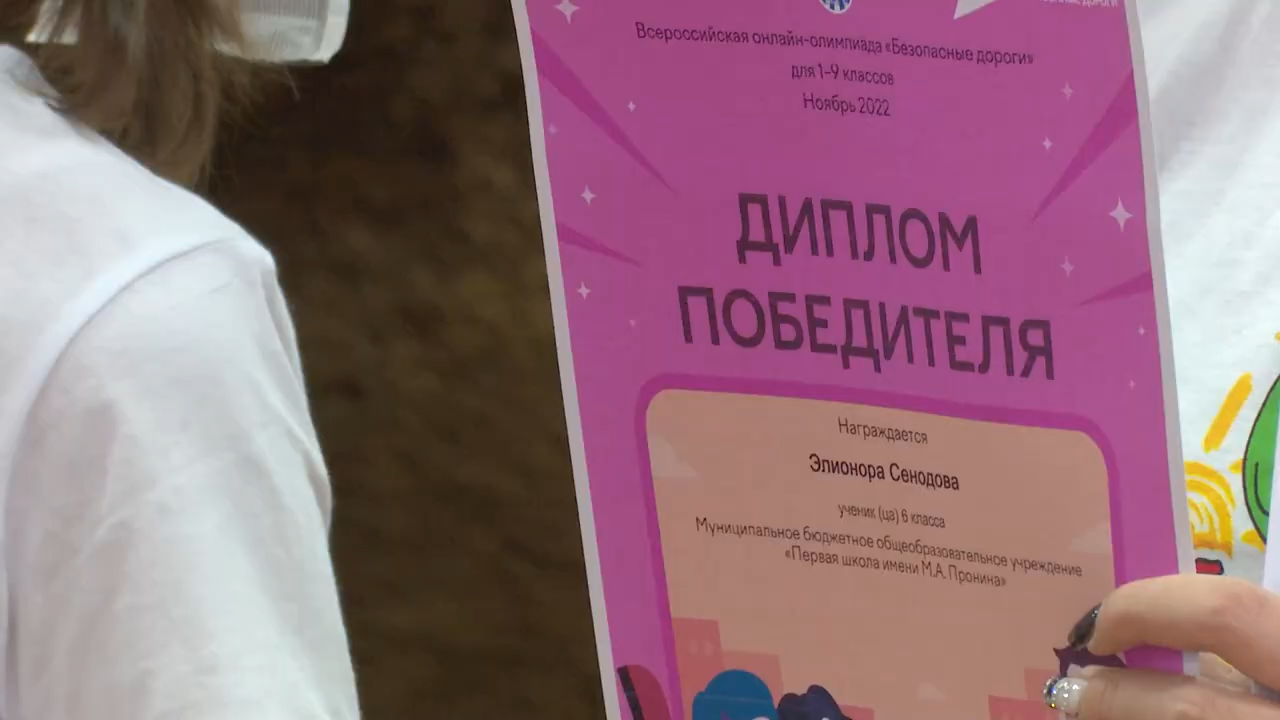 Всероссийская онлайн-олимпиада «Безопасные дороги»
для 1-9 классов
Ноябрь 2022
ДИПЛОМ
ПОБЕДИТЕЛЯ
Награждается
Элионора Сенодова
ученик (ца) 6 класса
Муниципальное бюджетное общеобразовательное учреждение
«Первая школа имени М.А. Пронина»